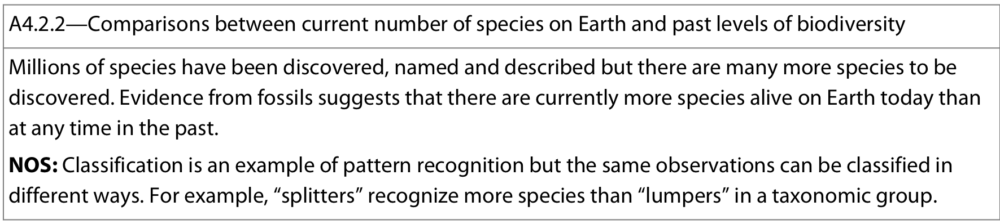 A4.2.2—Comparisons between current number of species on Earth and past levels of biodiversity
Millions of species have been discovered, named and described but there are many more species to be
discovered. Evidence from fossils suggests that there are currently more species alive on Earth today than
at any time in the past.
NOS: Classification is an example of pattern recognition but the same observations can be classified in
different ways. For example, “splitters” recognize more species than “lumpers” in a taxonomic group.